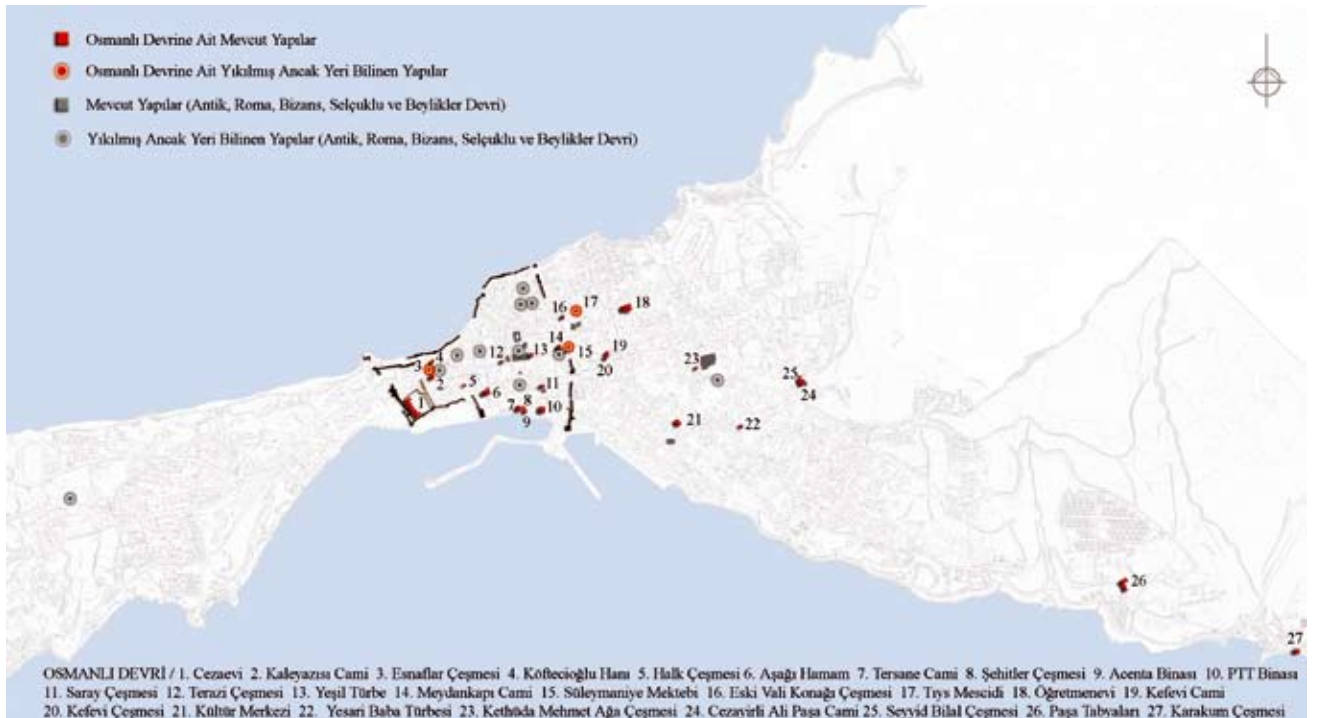 Osmanlı Devrine Ait Mevcut Yapılar
Osmanlı Devrine Ait Yıkılmış Ancak Yeri Bilinen Yapılar
Mevcut Yapılar (Antik, Roma, Bizans, Selçuklu ve Beylikler Devri)
Yıkılmış Ancak Yeri Bilinen Yapılar (Antik, Roma, Bizans, Selçuklu ve Beylikler Devri)
16 17 18
14
3 4 12 13 15 19
2 5 20 23 25
1 6 11 24
7 8 10
9 21 22
26
27
OSMANLI DEVRİ / 1. Cezaevi 2. Kaleyazısı Cami 3. Esnaflar Çeşmesi 4. Köftecioğlu Hanı 5. Halk Çeşmesi 6. Aşağı Hamam 7. Tersane Cami 8. Şehitler Çeşmesi 9. Acenta Binası 10. PTT Binası
11. Saray Çeşmesi 12. Terazi Çeşmesi 13. Yeşil Türbe 14. Meydankapı Cami 15. Süleymaniye Mektebi 16. Eski Vali Konağı Çeşmesi 17. Tıys Mescidi 18. Öğretmenevi 19. Kefevi Cami
20. Kefevi Çeşmesi 21. Kültür Merkezi 22. Yesari Baba Türbesi 23. Kethüda Mehmet Ağa Çeşmesi 24. Cezayirli Ali Paşa Cami 25. Seyyid Bilal Çeşmesi 26. Paşa Tabyaları 27. Karakum Çeşmesi